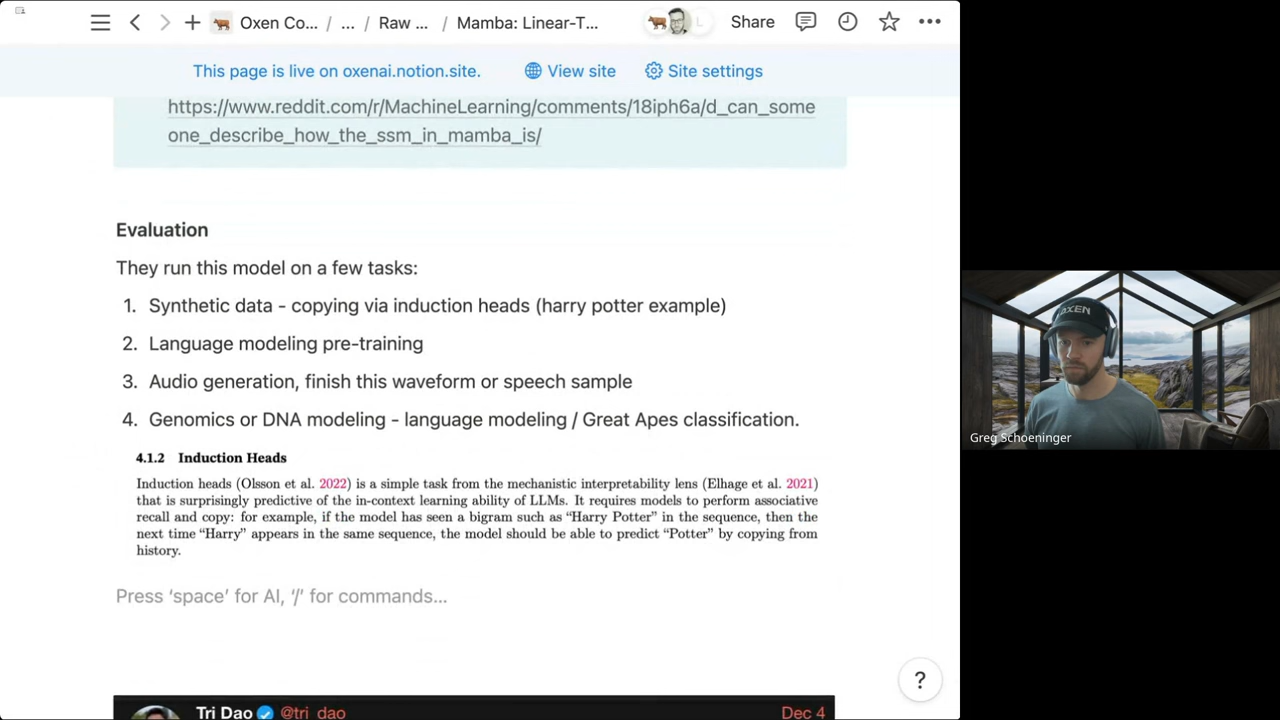 Oxen Co... / ... / Raw ... / Mamba: Linear-T...
L
Share
This page is live on oxenai.notion.site.
View site
Site settings
https://www.reddit.com/r/MachineLearning/comments/18iph6a/d_can_some
one_describe_how_the_ssm_in_mamba_is/
Evaluation
They run this model on a few tasks:
1. Synthetic data - copying via induction heads (harry potter example)
2. Language modeling pre-training
3. Audio generation, finish this waveform or speech sample
4. Genomics or DNA modeling - language modeling / Great Apes classification.
4.1.2 Induction Heads
Induction heads (Olsson et al. 2022) is a simple task from the mechanistic interpretability lens (Elhage et al. 2021)
that is surprisingly predictive of the in-context learning ability of LLMs. It requires models to perform associative
recall and copy: for example, if the model has seen a bigram such as “Harry Potter” in the sequence, then the
next time “Harry” appears in the same sequence, the model should be able to predict “Potter” by copying from
history.
Press ‘space’ for AI, ‘/’ for commands...
?
Tri Dao @tri_dao
Dec 4
OXEN
Greg Schoeninger